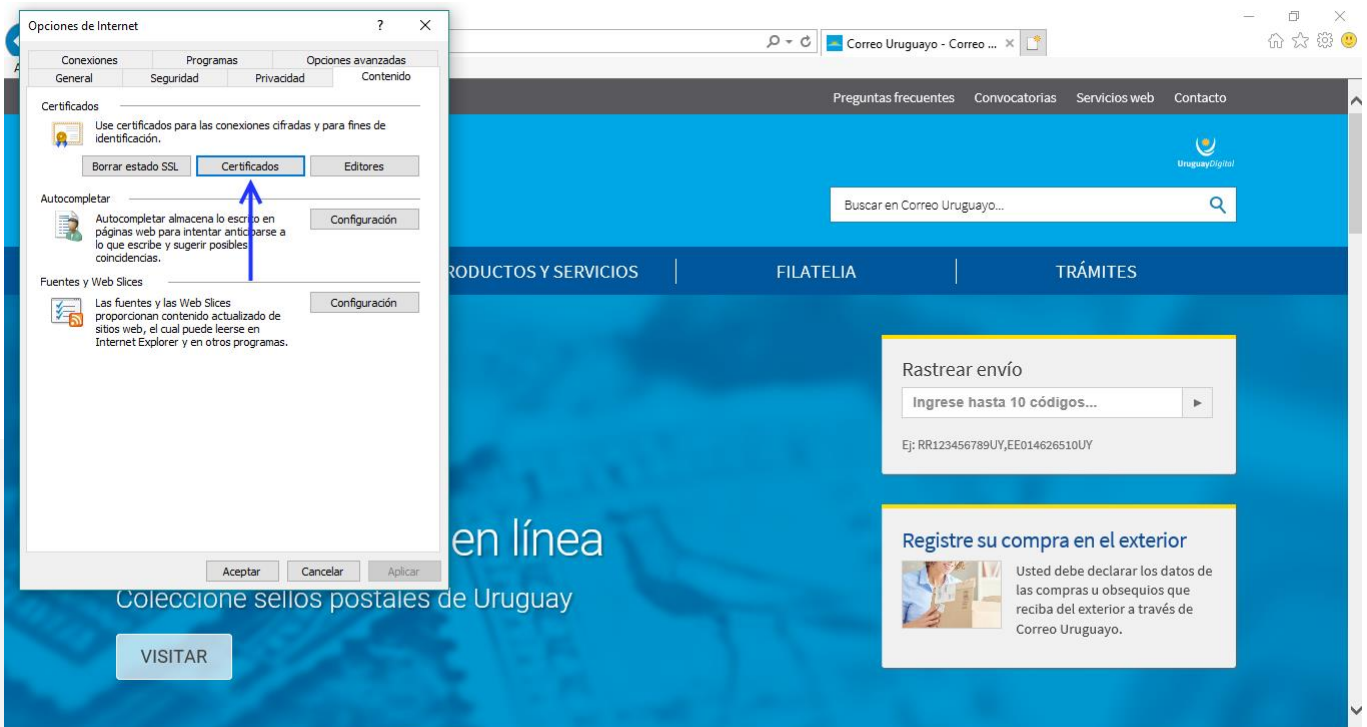 Opciones de Internet
Conexiones Programas Opciones avanzadas
General Seguridad Privacidad Contenido
Certificados
Use certificados para las conexiones cifradas y para fines de
identificación.
Borrar estado SSL Certificados Editores
Autocompletar
Autocompletar almacena lo escrito en
páginas web para intentar anticiparse a
lo que escribe y sugerir posibles
coincidencias.
Configuración
Fuentes y Web Slices
Las fuentes y las Web Slices
proporcionan contenido actualizado de
sitios web, el cual puede leerse en
Internet Explorer y en otros programas.
Configuración
Aceptar Cancelar Aplicar
Correo Uruguayo - Correo ...
Preguntas frecuentes Convocatorias Servicios web Contacto
UruguayDigital
Buscar en Correo Uruguayo...
RODUCTOS Y SERVICIOS FILATELIA TRÁMITES
Rastrear envío
Ingrese hasta 10 códigos...
Ej: RR123456789UY,EE014626510UY
Registre su compra en el exterior
Usted debe declarar los datos de
las compras u obsequios que
reciba del exterior a través de
Correo Uruguayo.
en línea
Coleccione sellos postales de Uruguay
VISITAR